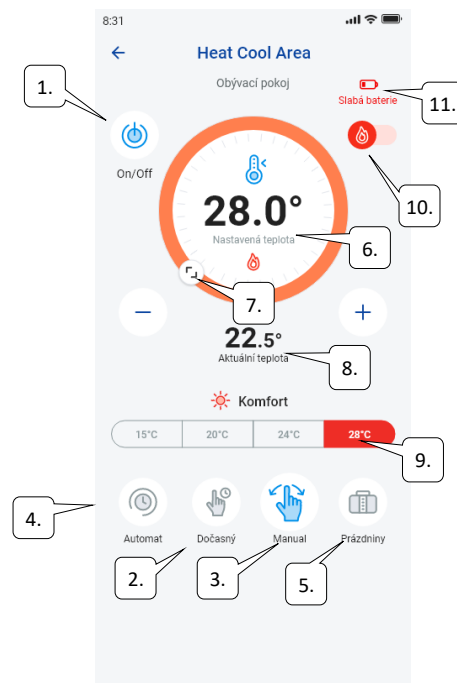 8:31
Heat Cool Area
1.
Obývací pokoj
Slabá baterie
11.
On/Off
10.
28.0°
Nastavená teplota
6.
7.
22.5°
Aktuální teplota
8.
Komfort
15°C 20°C 24°C 28°C
9.
4.
Automat Dočasný Manual Prázdniny
2. 3. 5.